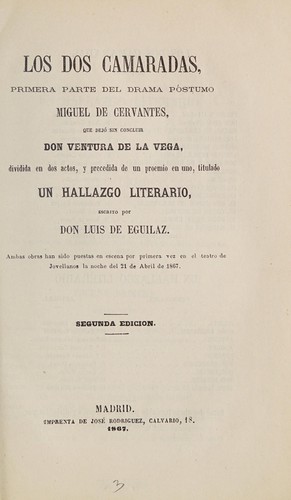 LOS DOS CAMARADAS,
PRIMERA PARTE DEL DRAMA PÒSTUMO
MIGUEL DE CERVANTES,
QUE DEJÓ SIN CONCLUIR
DON VENTURA DE LA VEGA,
dividida en dos actos, y precedida de un proemio en uno, titulado
UN HALLAZGO LITERARIO,
ESCRITO POR
DON LUIS DE EGUILAZ.
Ambas obras han sido puestas en escena por primera vez en el teatro de
Jovellanos la noche del 21 de Abril de 1867.
SEGUNDA EDICION.
MADRID.
IMPRENTA DE JOSÉ RODRIGUEZ, CALVARIO, 18.
1867.
3